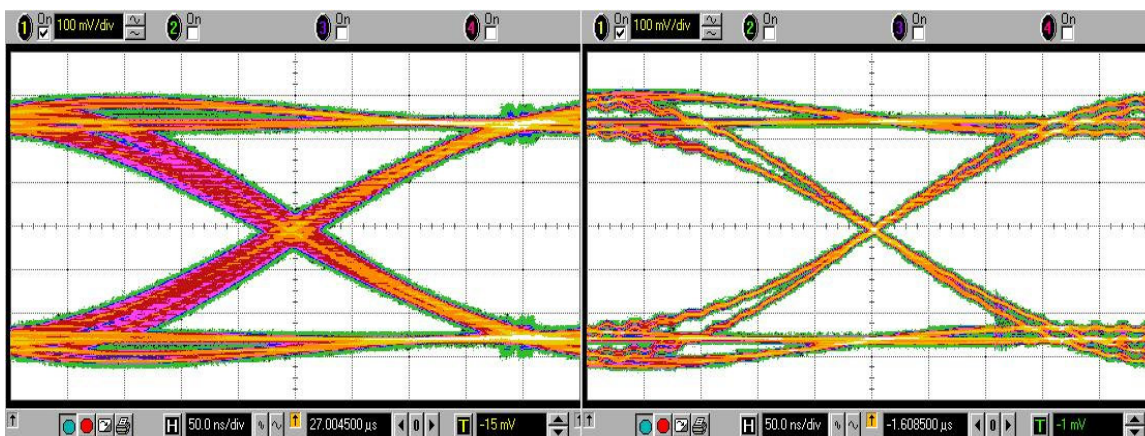 1 On 100 mV/div 2 On 3 On 4 On
H 50.0 ns/div 27.004500 µs 0 T -15 mV
1 On 100 mV/div 2 On 3 On 4 On
H 50.0 ns/div -1.608500 µs 0 T -1 mV